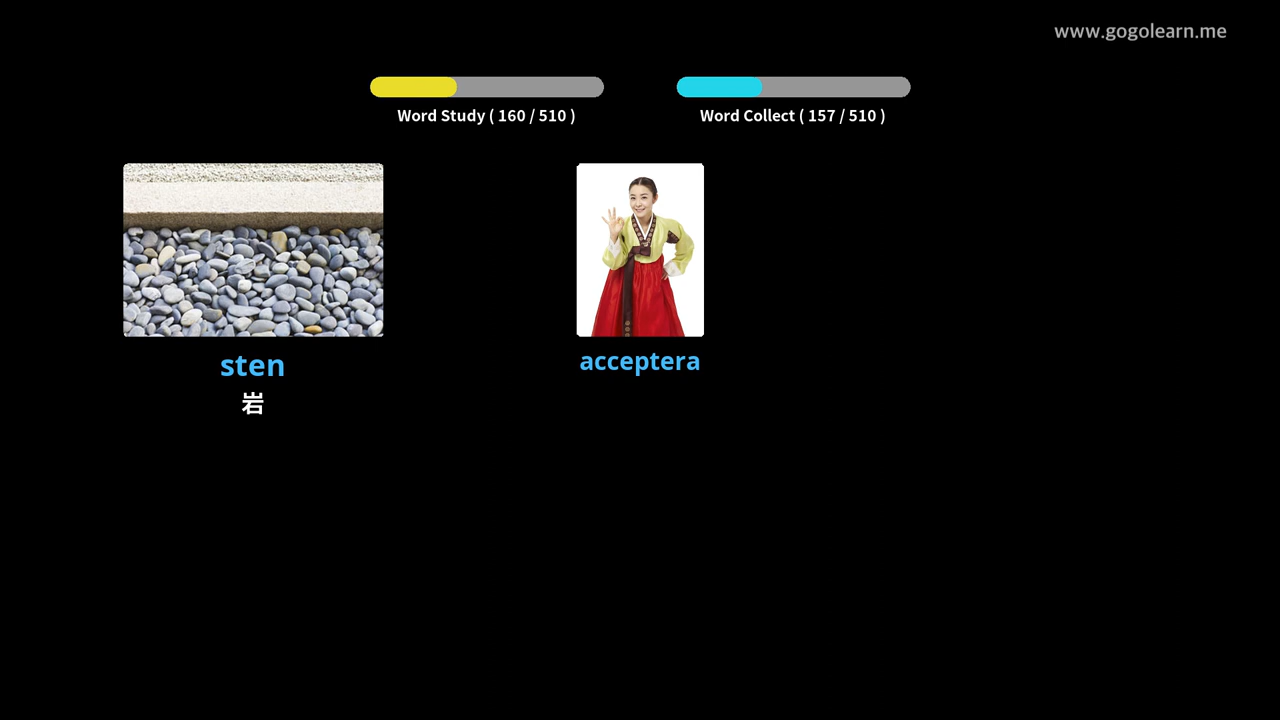 www.gogolearn.me
Word Study ( 160 / 510 )
Word Collect ( 157 / 510 )
sten
岩
acceptera